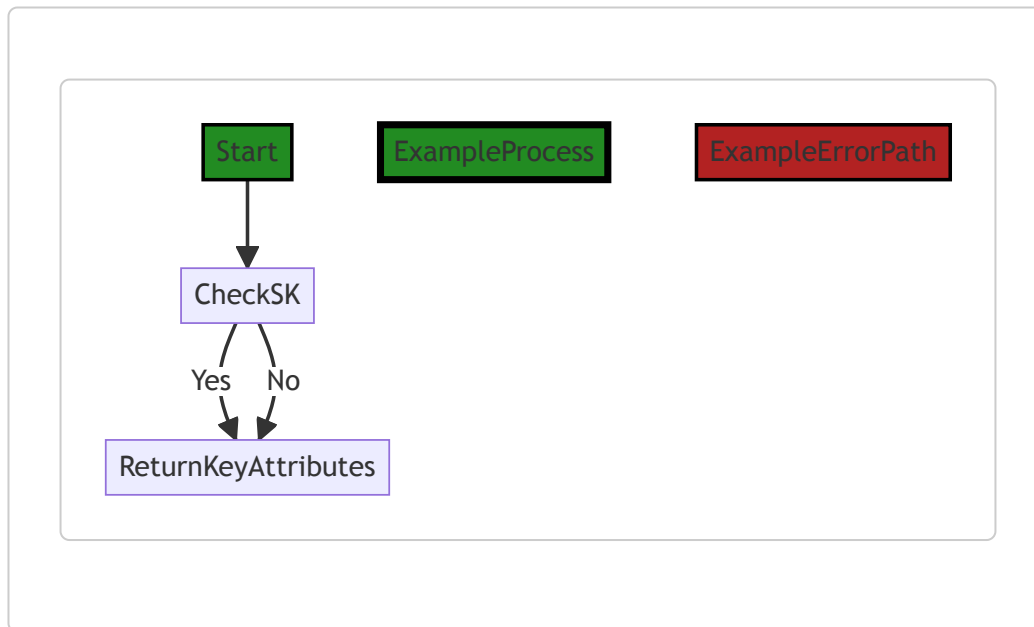 Start
ExampleProcess
ExampleErrorPath
CheckSK
Yes
No
ReturnKeyAttributes